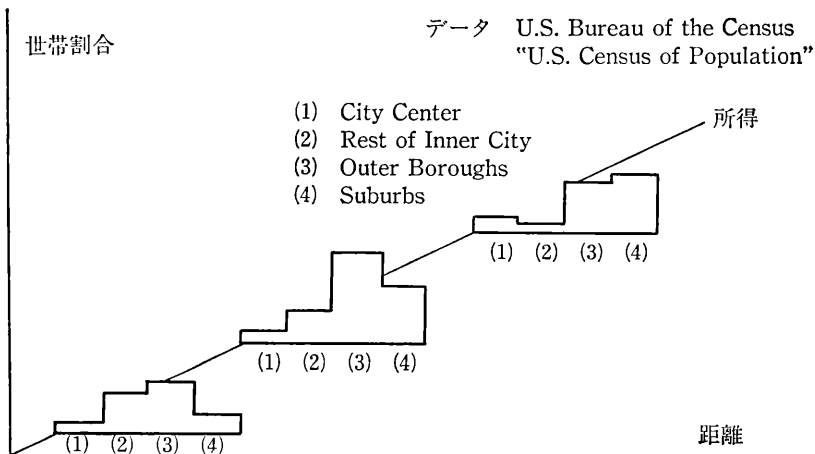 世帯割合
データ U.S. Bureau of the Census
"U.S. Census of Population"
(1) City Center
(2) Rest of Inner City
(3) Outer Boroughs
(4) Suburbs
所得
(1) (2) (3) (4)
(1) (2) (3) (4)
(1) (2) (3) (4)
距離